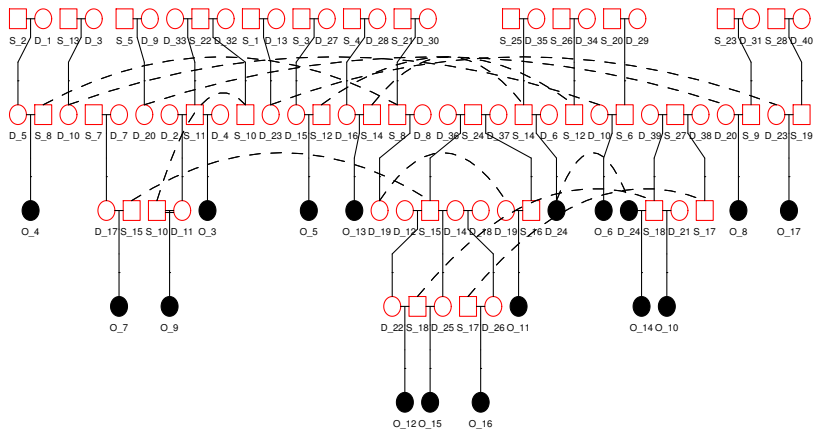 S_2 D_1 S_13 D_3 S_5 D_9 D_33 S_22 D_32 S_1 D_13 S_3 D_27 S_4 D_28 S_21 D_30 S_25 D_35 S_26 D_34 S_20 D_29 S_23 D_31 S_28 D_40
D_5 S_8 D_10 S_7 D_7 D_20 D_2 S_11 D_4 S_10 D_23 D_15 S_12 D_16 S_14 S_8 D_8 D_36 S_24 D_37 S_14 D_6 S_12 D_10 S_6 D_39 S_27 D_38 D_20 S_9 D_23 S_19
O_4 D_17 S_15 S_10 D_11 O_3 O_5 O_13 D_19 D_12 S_15 D_14 D_18 D_19 S_16 D_24 O_6 D_24 S_18 D_21 S_17 O_8 O_17
O_7 O_9 D_22 S_18 D_25 S_17 D_26 O_11 O_14 O_10
O_12 O_15 O_16